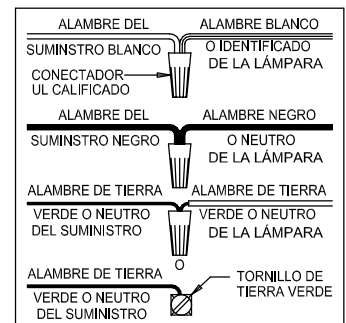 ALAMBRE DEL ALAMBRE BLANCO
SUMINSTRO BLANCO O IDENTIFICADO
DE LA LÁMPARA
CONECTADOR
UL CALIFICADO
ALAMBRE DEL ALAMBRE NEGRO
SUMINSTRO NEGRO O NEUTRO
DE LA LÁMPARA
ALAMBRE DE TIERRA ALAMBRE DE TIERRA
VERDE O NEUTRO VERDE O NEUTRO
DEL SUMINISTRO DE LA LÁMPARA
O
ALAMBRE DE TIERRA TORNILLO DE
TIERRA VERDE
VERDE O NEUTRO
DEL SUMINISTRO